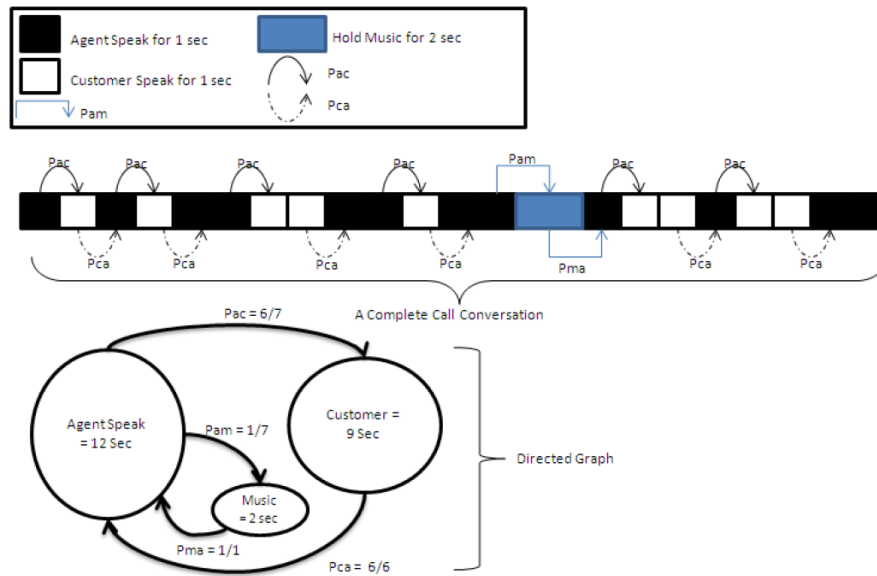 Agent Speak for 1 sec
Hold Music for 2 sec
Customer Speak for 1 sec
Pac
Pam
Pca
Pac
Pac
Pac
Pac
Pam
Pac
Pac
Pca
Pca
Pca
Pca
Pma
Pca
Pca
A Complete Call Conversation
Pac = 6/7
Agent Speak
= 12 Sec
Customer =
9 Sec
Pam = 1/7
Directed Graph
Music
= 2 sec
Pma = 1/1
Pca = 6/6